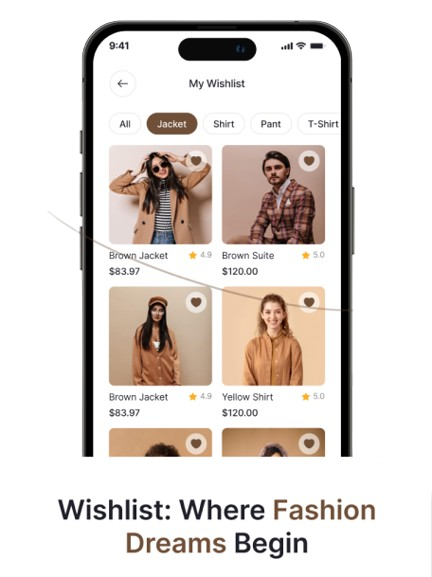 9:41
My Wishlist
All Jacket Shirt Pant T-Shirt
Brown Jacket 4.9 Brown Suite 5.0
$83.97 $120.00
Brown Jacket 4.9 Yellow Shirt 5.0
$83.97 $120.00
Wishlist: Where Fashion
Dreams Begin